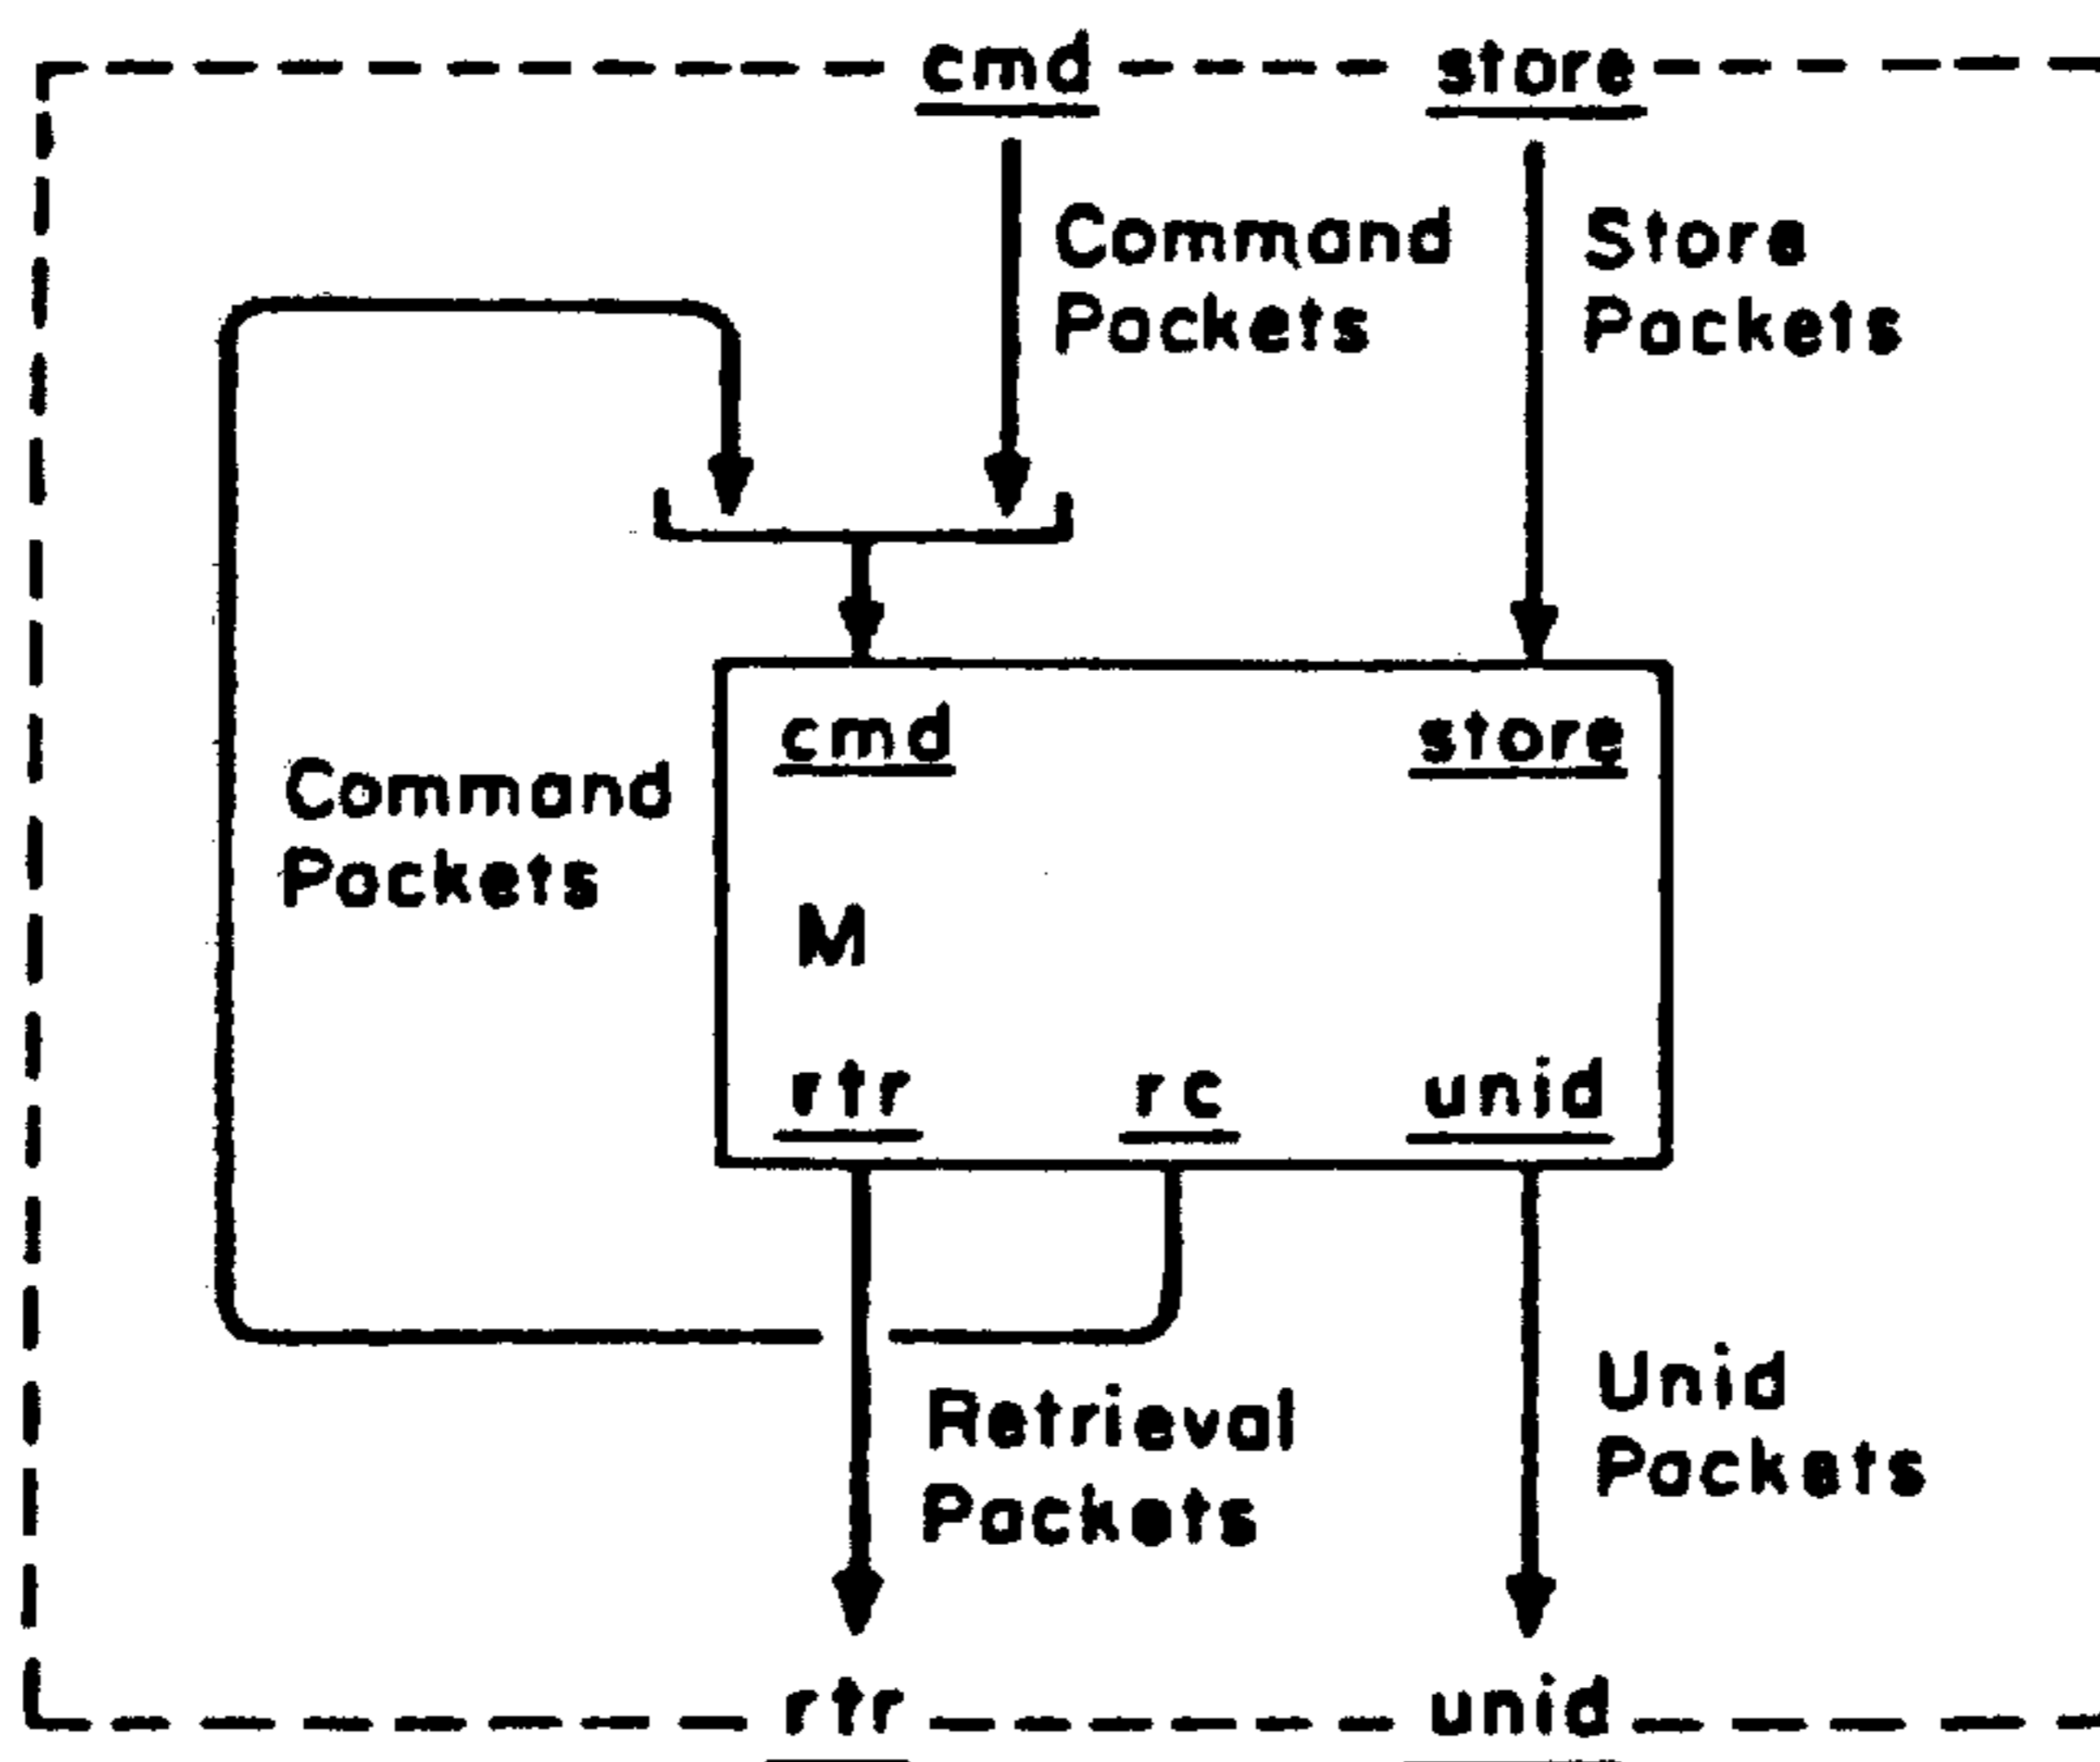 cmd store
Command
Packets
Store
Packets
cmd store
Command
Packets
M
rtr rc unid
Retrieval
Packets
Unid
Packets
rtr unid